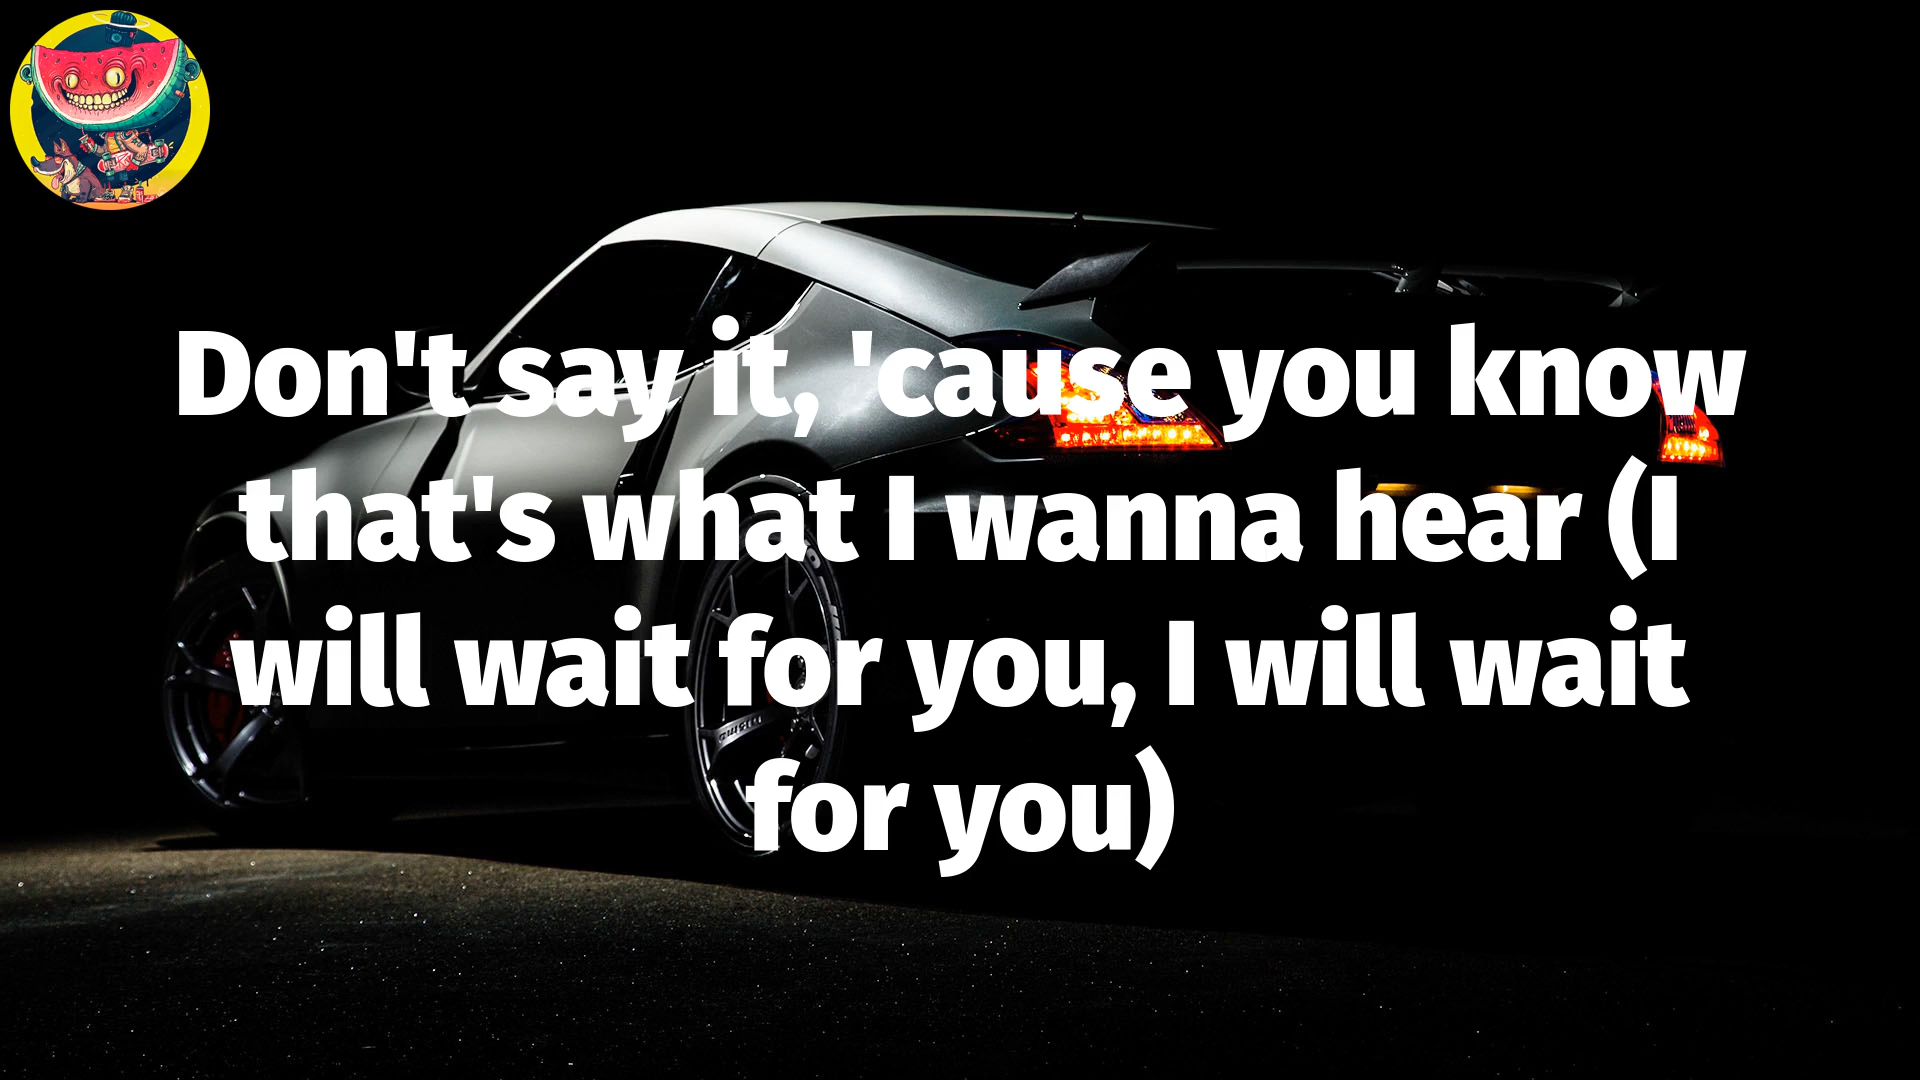 Don't say it, 'cause you know
that's what I wanna hear (I
will wait for you, I will wait
for you)